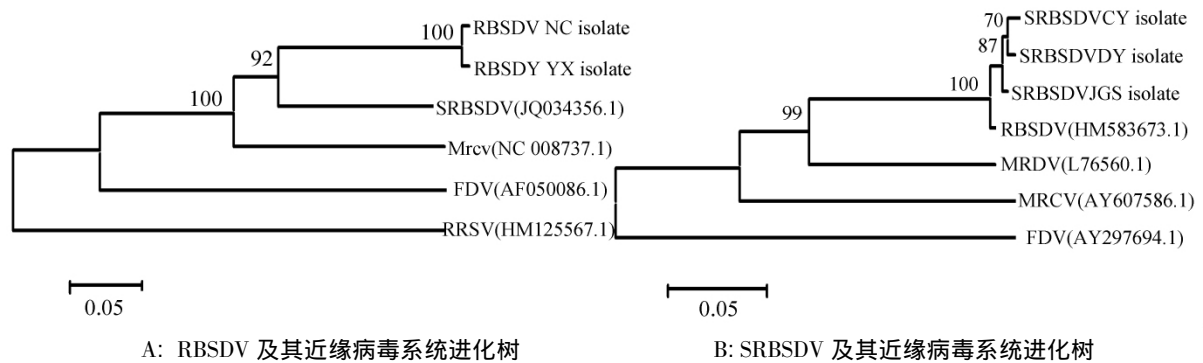 100
RBSDV NC isolate
RBSDY YX isolate
92
SRBSDV(JQ034356.1)
100
Mrcv(NC 008737.1)
FDV(AF050086.1)
RRSV(HM125567.1)
0.05
A: RBSDV 及其近缘病毒系统进化树
70
SRBSDVCY isolate
87
SRBSDVDY isolate
SRBSDVJGS isolate
100
RBSDV(HM583673.1)
99
MRDV(L76560.1)
MRCV(AY607586.1)
FDV(AY297694.1)
0.05
B: SRBSDV 及其近缘病毒系统进化树